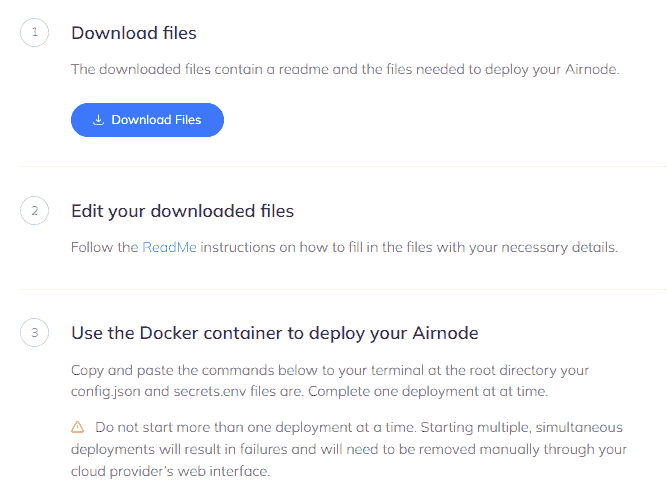 1
Download files
The downloaded files contain a readme and the files needed to deploy your Airnode.
Download Files
2
Edit your downloaded files
Follow the ReadMe instructions on how to fill in the files with your necessary details.
3
Use the Docker container to deploy your Airnode
Copy and paste the commands below to your terminal at the root directory your
config.json and secrets.env files are. Complete one deployment at at time.
Do not start more than one deployment at a time. Starting multiple, simultaneous
deployments will result in failures and will need to be removed manually through your
cloud provider's web interface.